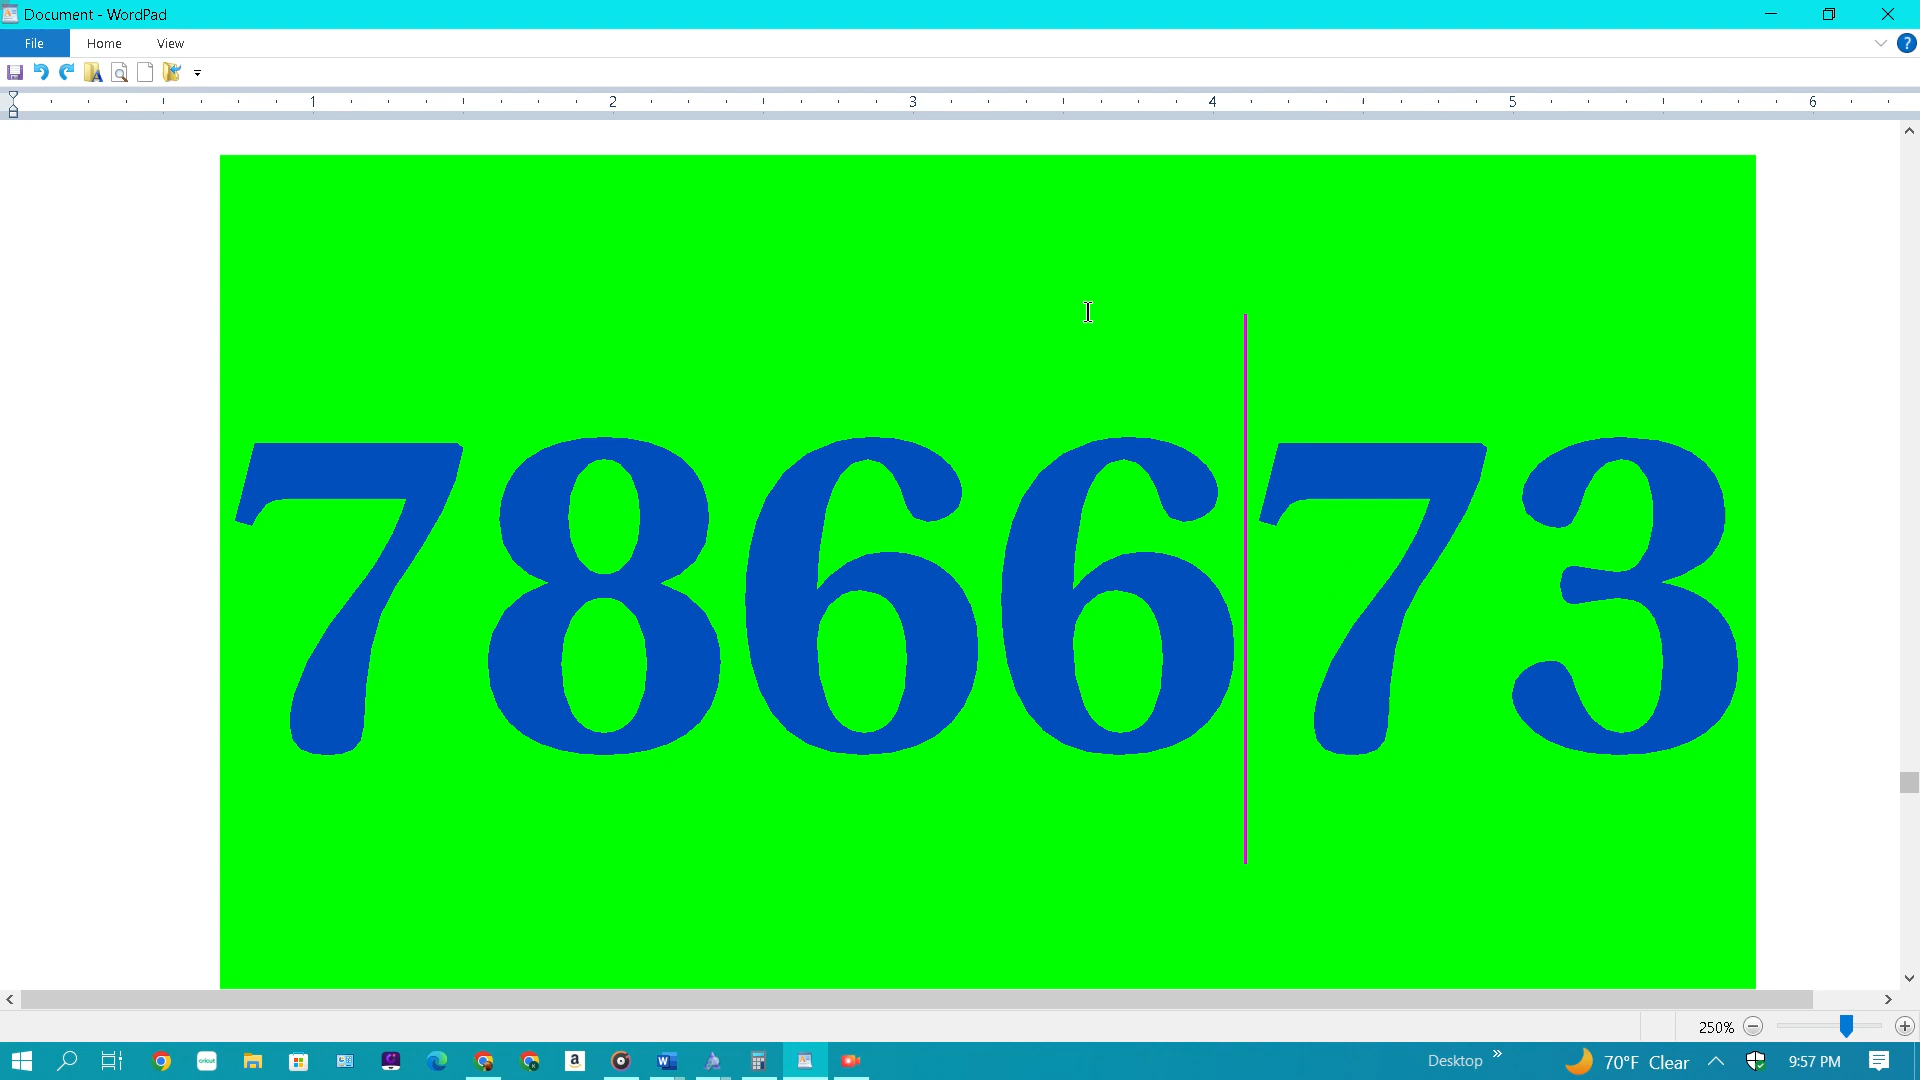 Document - WordPad
File Home View
?
1 2 3 4 5 6
786673
250%
cricut
a
W
Desktop »
70°F Clear
9:57 PM